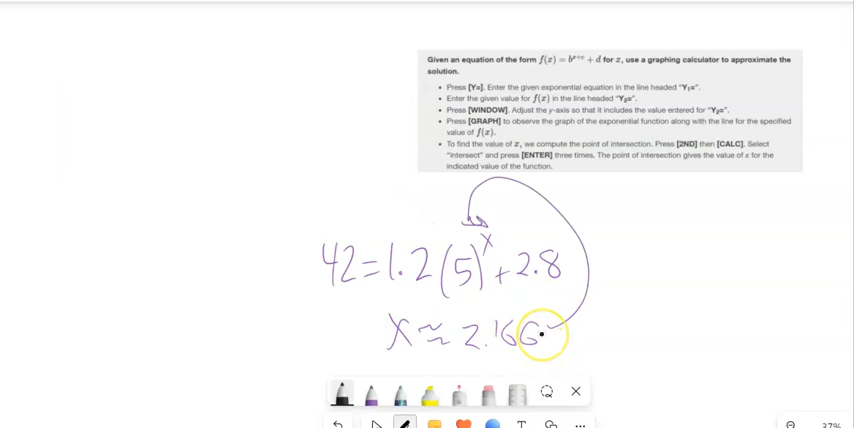 Given an equation of the form f(x) = b^{x+c} + d for x, use a graphing calculator to approximate the
solution.
• Press [Y=]. Enter the given exponential equation in the line headed "Y₁=".
• Enter the given value for f(x) in the line headed "Y₂=".
• Press [WINDOW]. Adjust the y-axis so that it includes the value entered for "Y₂=".
• Press [GRAPH] to observe the graph of the exponential function along with the line for the specified
value of f(x).
• To find the value of x, we compute the point of intersection. Press [2ND] then [CALC]. Select
"intersect" and press [ENTER] three times. The point of intersection gives the value of x for the
indicated value of the function.
42 = 1.2(5)^x + 2.8
x ≈ 2.166
T
37%